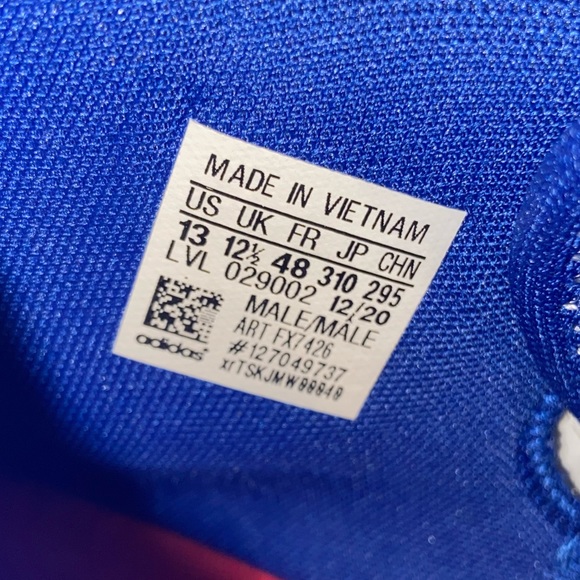 MADE IN VIETNAM
US UK FR JP CHN
13 12½ 48 310 295
LVL 029002 12/20
MALE/MÂLE
ART FX7426
#127049737
adidas